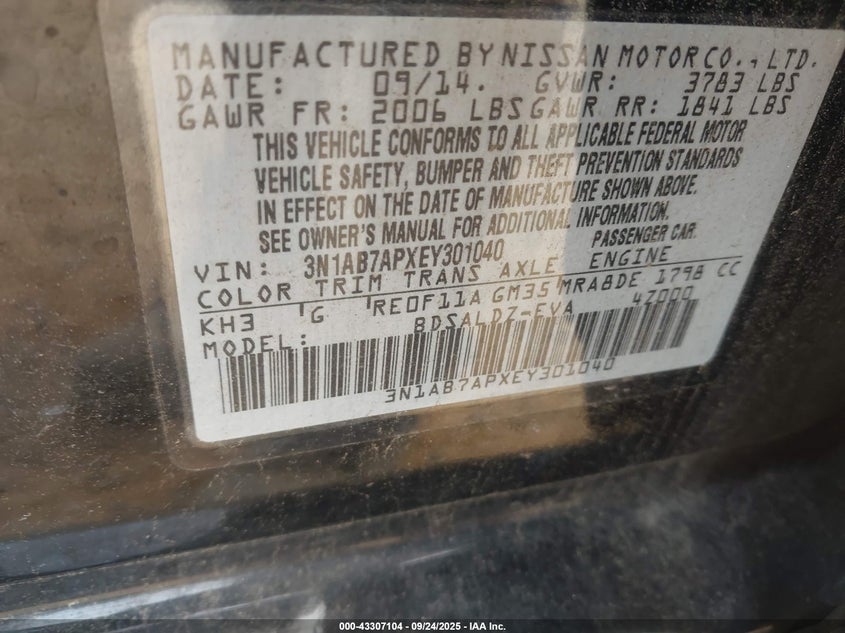 MANUFACTURED BY NISSAN MOTOR CO., LTD.
DATE: 09/14. GVWR: 3783 LBS
GAWR FR: 2006 LBS GAWR RR: 1841 LBS
THIS VEHICLE CONFORMS TO ALL APPLICABLE FEDERAL MOTOR
VEHICLE SAFETY, BUMPER AND THEFT PREVENTION STANDARDS
IN EFFECT ON THE DATE OF MANUFACTURE SHOWN ABOVE.
SEE OWNER'S MANUAL FOR ADDITIONAL INFORMATION.
VIN: 3N1AB7APXEY301040 PASSENGER CAR
COLOR TRIM TRANS AXLE ENGINE
KH3 G RE0F11A GM35 MRA8DE 1798 CC
MODEL: BDSALDZ-EVA 4Z000
3N1AB7APXEY301040
000-43307104 - 09/24/2025 - IAA Inc.